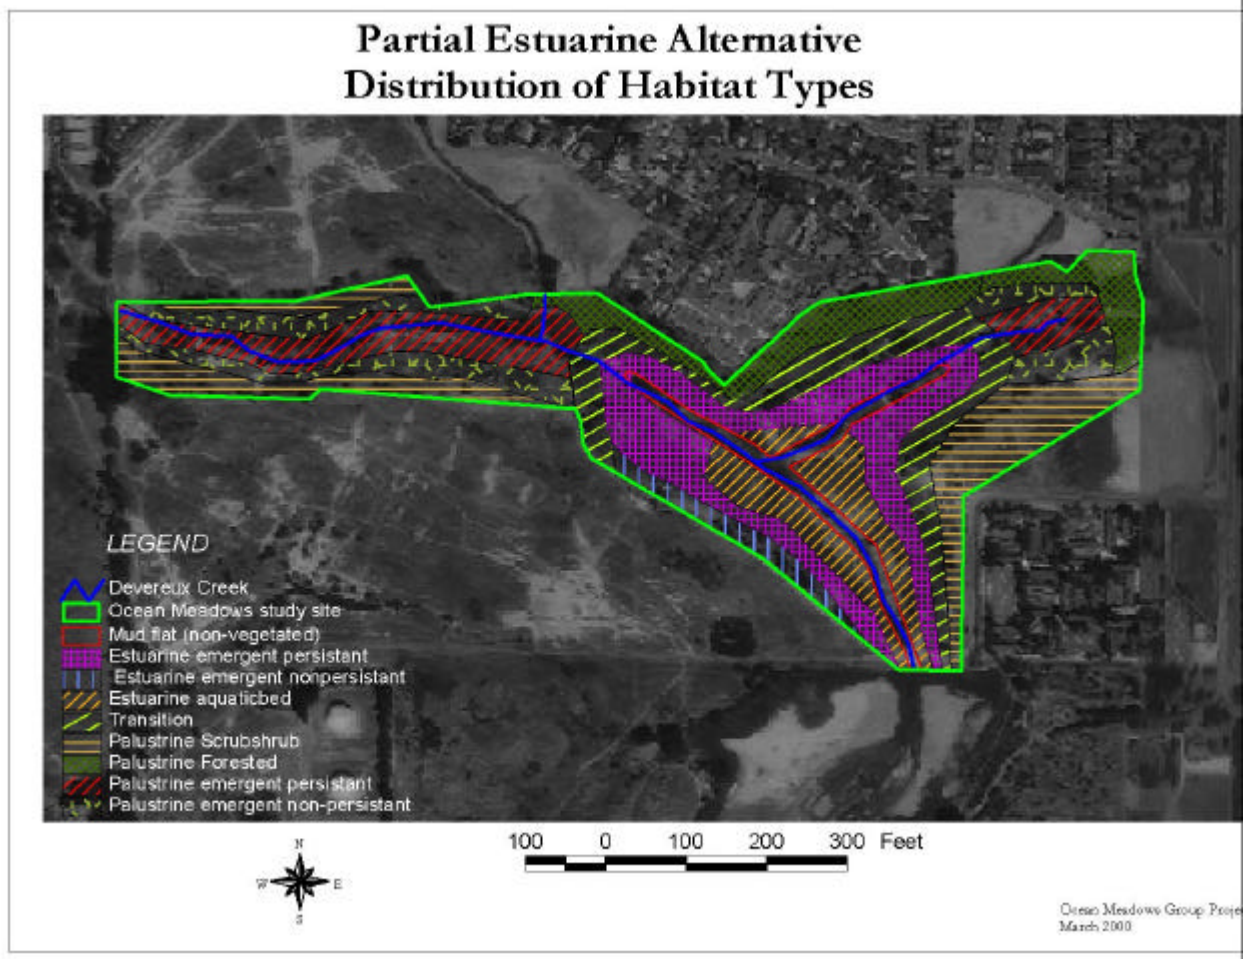 Partial Estuarine Alternative
Distribution of Habitat Types
LEGEND
Devereux Creek
Ocean Meadows study site
Mud flat (non-vegetated)
Estuarine emergent persistant
Estuarine emergent nonpersistant
Estuarine aquaticbed
Transition
Palustrine Scrubshrub
Palustrine Forested
Palustrine emergent persistant
Palustrine emergent non-persistant
100 0 100 200 300 Feet
N
W E
S
Ocean Meadows Group Proje
March 2000